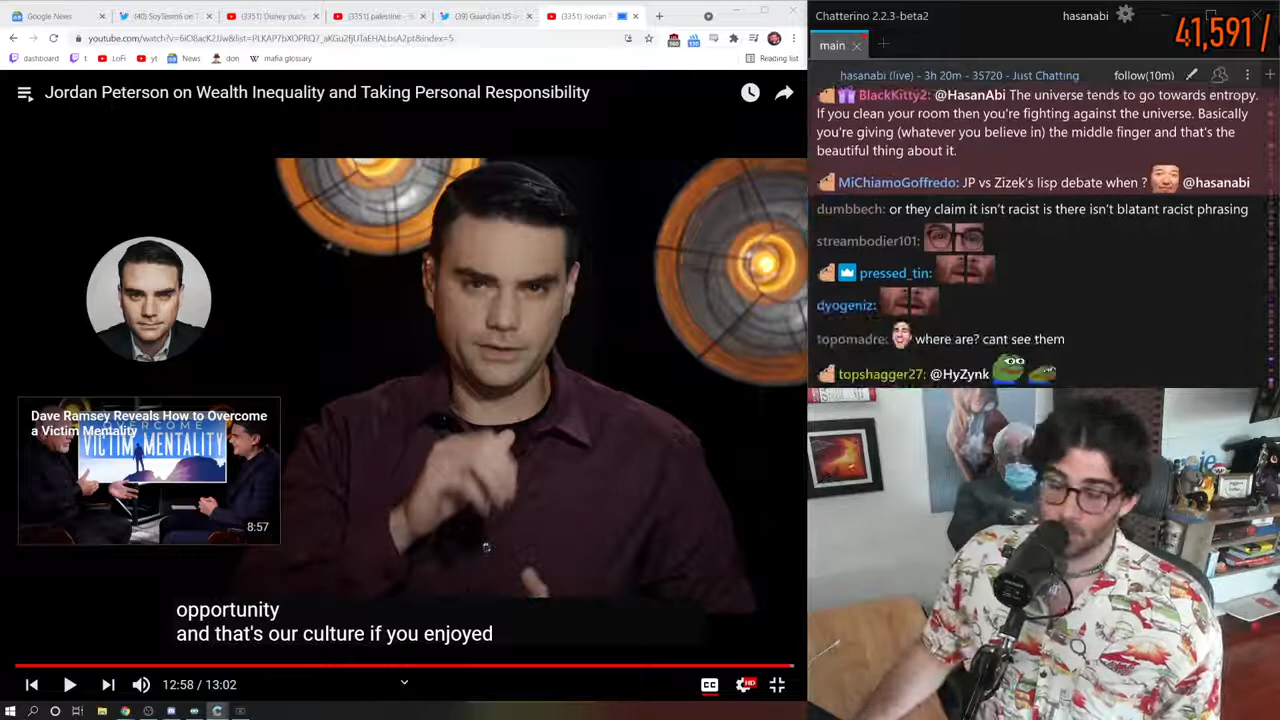 Google News
(40) SoyTesm6 on T
(3351) Disney push
(3351) palestine - B
(39) Guardian US o
(3351) Jordan
youtube.com/watch?v=6iO8acK2JJw&list=PLKAP7bXOPRQ7_aKGu2fjUTaEHALbsA2pt&index=5
dashboard
t
LoFi
yt
News
don
mafia glossary
Reading list
Jordan Peterson on Wealth Inequality and Taking Personal Responsibility
Dave Ramsey Reveals How to Overcome
a Victim Mentality
OVERCOME
VICTIM MENTALITY
8:57
opportunity
and that's our culture if you enjoyed
12:58 / 13:02
CC
HD
Chatterino 2.2.3-beta2
hasanabi
41,591 /
main
hasanabi (live) - 3h 20m - 35720 - Just Chatting
follow(10m)
BlackKitty2: @HasanAbi The universe tends to go towards entropy.
If you clean your room then you're fighting against the universe. Basically
you're giving (whatever you believe in) the middle finger and that's the
beautiful thing about it.
MiChiamoGoffredo: JP vs Zizek's lisp debate when ? @hasanabi
dumbbech: or they claim it isn't racist is there isn't blatant racist phrasing
streambodier101:
pressed_tin:
dyogeniz:
topomadre: where are? cant see them
topshagger27: @HyZynk